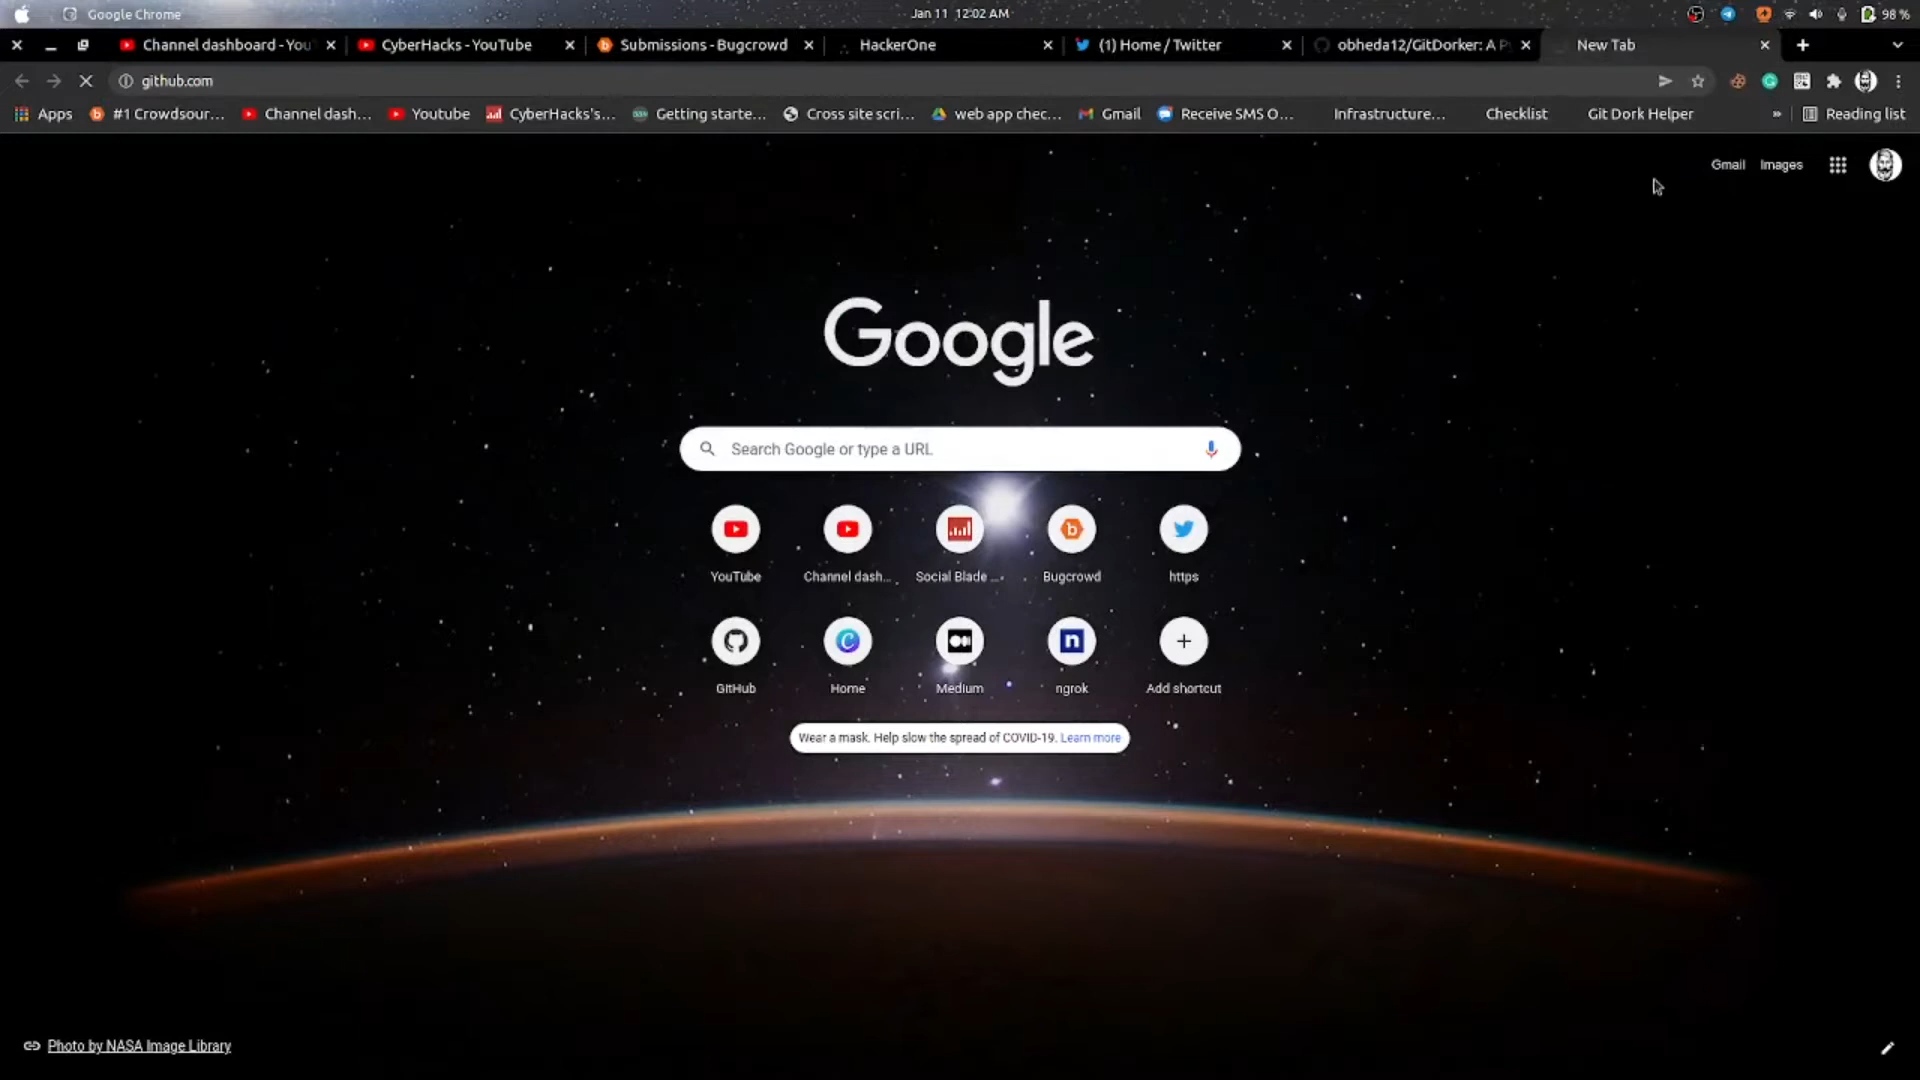 Google Chrome
Jan 11 12:02 AM
98 %
Channel dashboard - You
CyberHacks - YouTube
Submissions - Bugcrowd
HackerOne
(1) Home / Twitter
obheda12/GitDorker: A P
New Tab
github.com
Apps
#1 Crowdsour...
Channel dash...
Youtube
CyberHacks's...
Getting starte...
Cross site scri...
web app chec...
Gmail
Receive SMS O...
Infrastructure...
Checklist
Git Dork Helper
»
Reading list
Gmail Images
Google
Search Google or type a URL
YouTube
Channel dash...
Social Blade ...
Bugcrowd
https
GitHub
Home
Medium
ngrok
Add shortcut
Wear a mask. Help slow the spread of COVID-19. Learn more
Photo by NASA Image Library